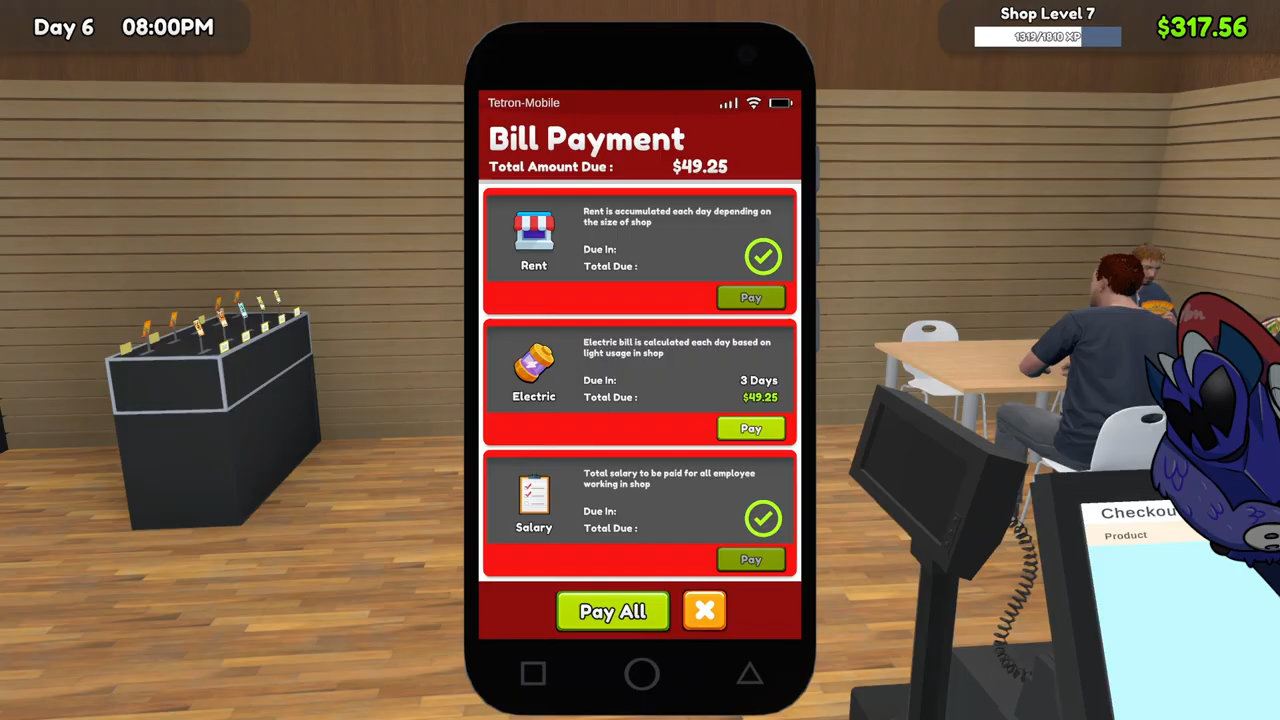 Day 6 08:00PM
Shop Level 7
1319/1810 XP
$317.56
Tetron-Mobile
Bill Payment
Total Amount Due : $49.25
Rent is accumulated each day depending on
the size of shop
Due In:
Total Due :
Rent
Pay
Electric bill is calculated each day based on
light usage in shop
Due In: 3 Days
Total Due : $49.25
Electric
Pay
Total salary to be paid for all employee
working in shop
Due In:
Total Due :
Salary
Pay
Pay All
Checkou
Product